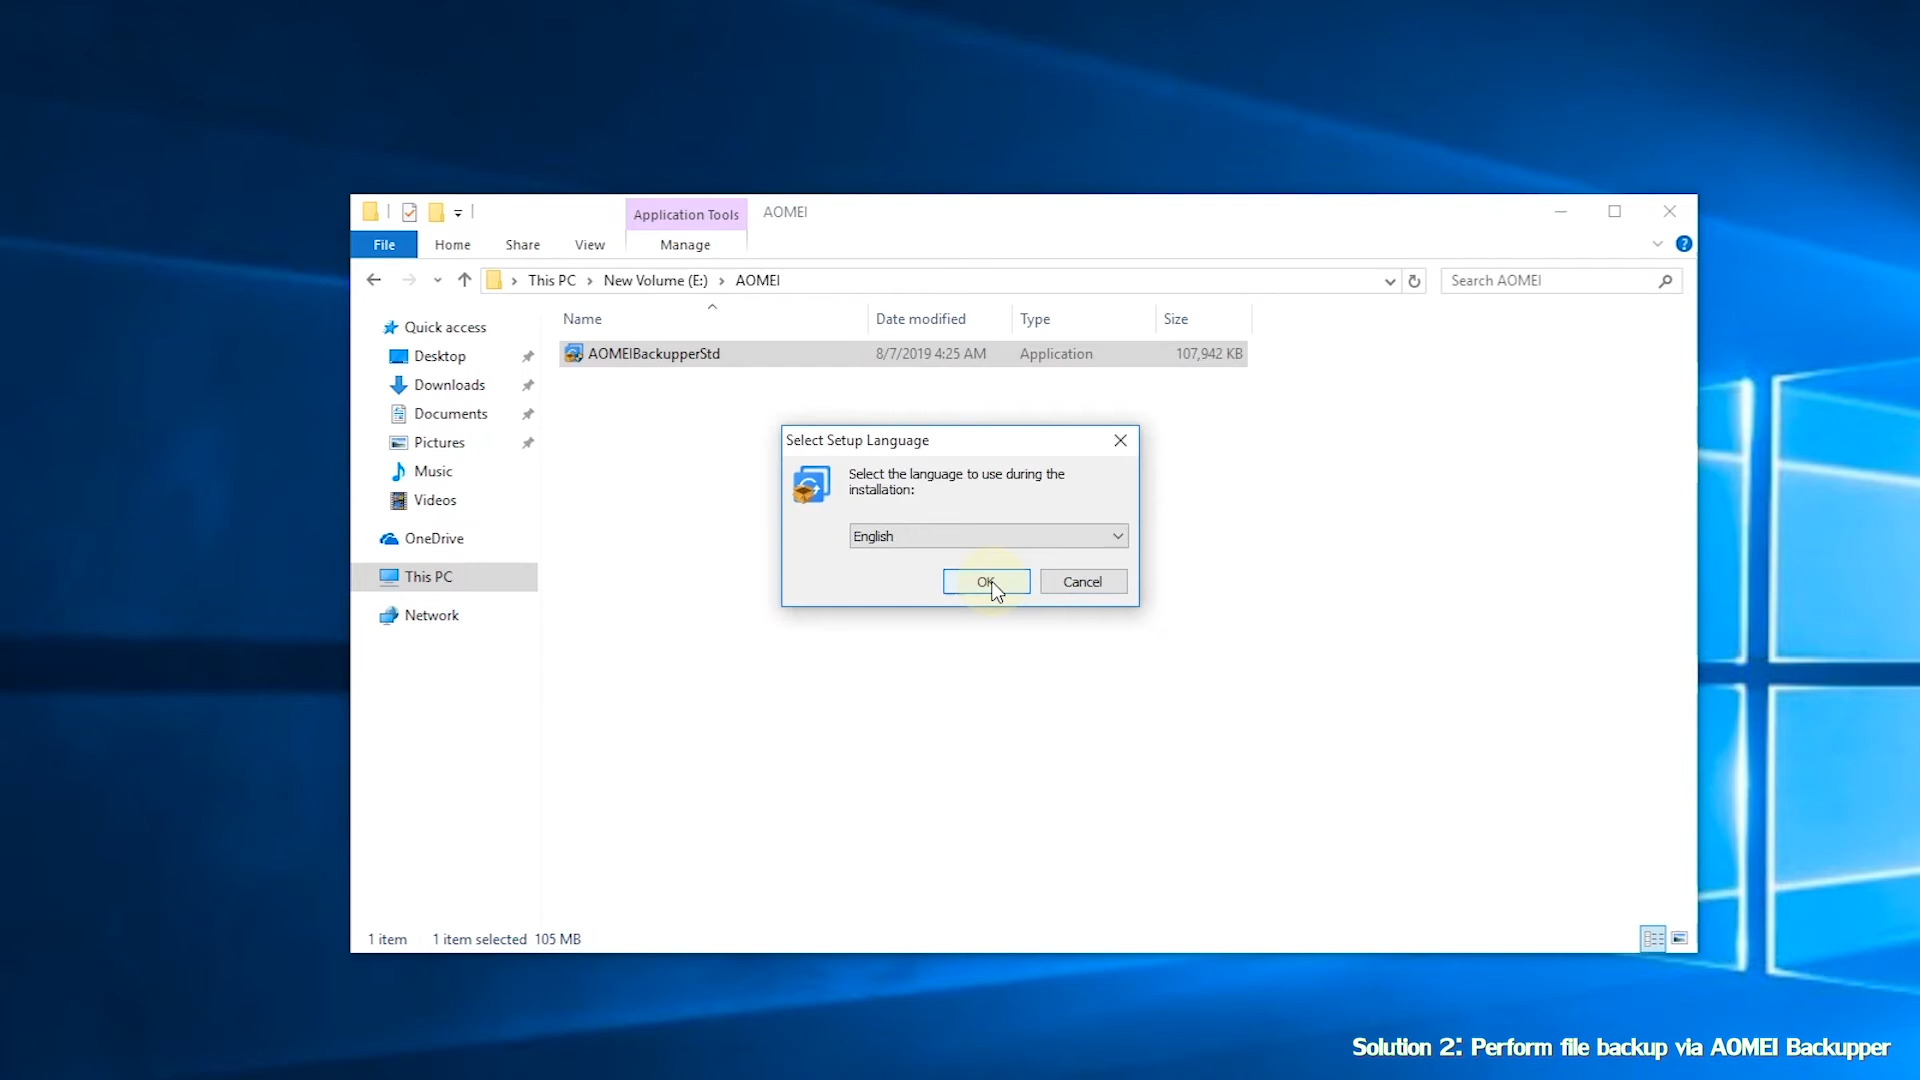 Application Tools
AOMEI
File
Home
Share
View
Manage
This PC
New Volume (E:)
AOMEI
Search AOMEI
Quick access
Desktop
Downloads
Documents
Pictures
Music
Videos
OneDrive
This PC
Network
Name
Date modified
Type
Size
AOMEIBackupperStd
8/7/2019 4:25 AM
Application
107,942 KB
Select Setup Language
Select the language to use during the
installation:
English
OK
Cancel
1 item
1 item selected 105 MB
Solution 2: Perform file backup via AOMEI Backupper